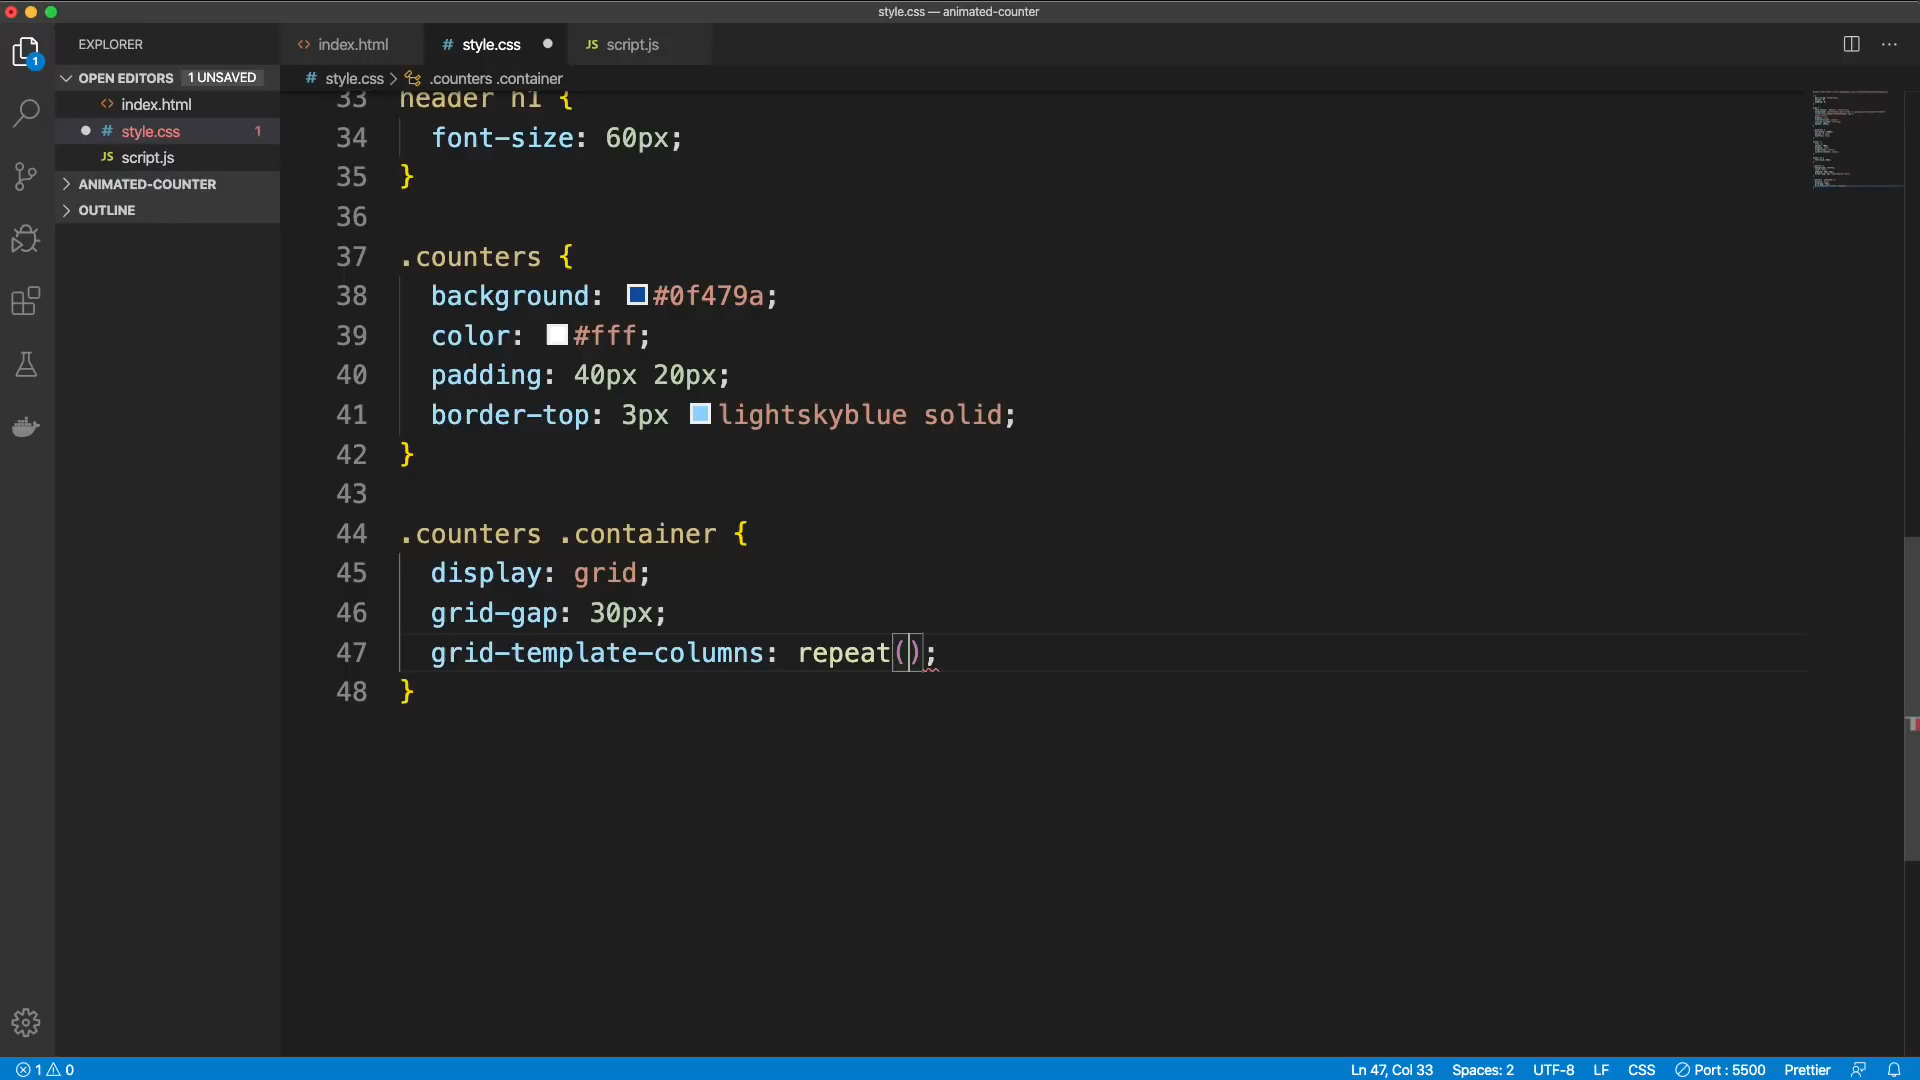 style.css — animated-counter
EXPLORER
index.html
# style.css
JS script.js
OPEN EDITORS 1 UNSAVED
# style.css > .counters .container
<> index.html
# style.css 1
JS script.js
ANIMATED-COUNTER
OUTLINE
1
33 header h1 {
34 font-size: 60px;
35 }
36
37 .counters {
38 background: #0f479a;
39 color: #fff;
40 padding: 40px 20px;
41 border-top: 3px lightskyblue solid;
42 }
43
44 .counters .container {
45 display: grid;
46 grid-gap: 30px;
47 grid-template-columns: repeat();
48 }
1 0
Ln 47, Col 33 Spaces: 2 UTF-8 LF CSS Port : 5500 Prettier